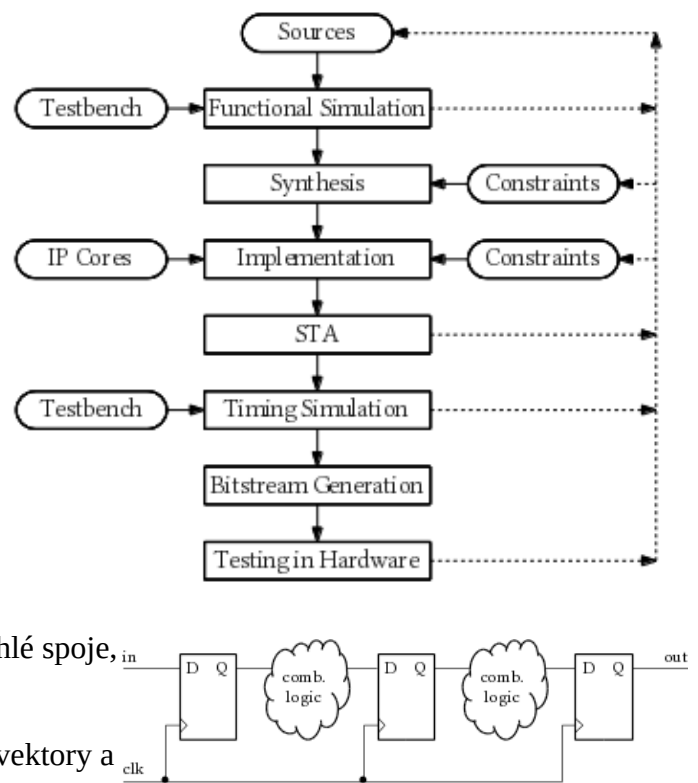 Sources
Testbench Functional Simulation
Synthesis Constraints
IP Cores Implementation Constraints
STA
Testbench Timing Simulation
Bitstream Generation
Testing in Hardware
hlé spoje,
in D Q comb. D Q comb. D Q out
logic logic
vektory a
clk